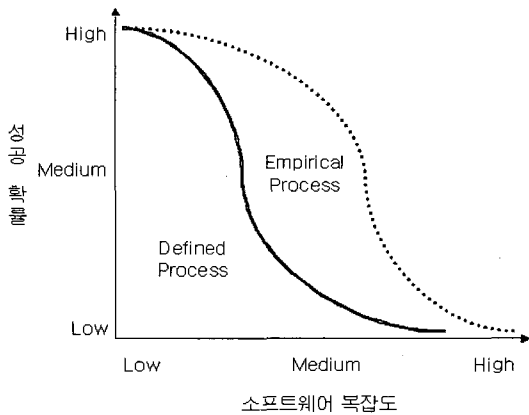 High
성공 확률
Medium
Empirical
Process
Defined
Process
Low
Low Medium High
소프트웨어 복잡도